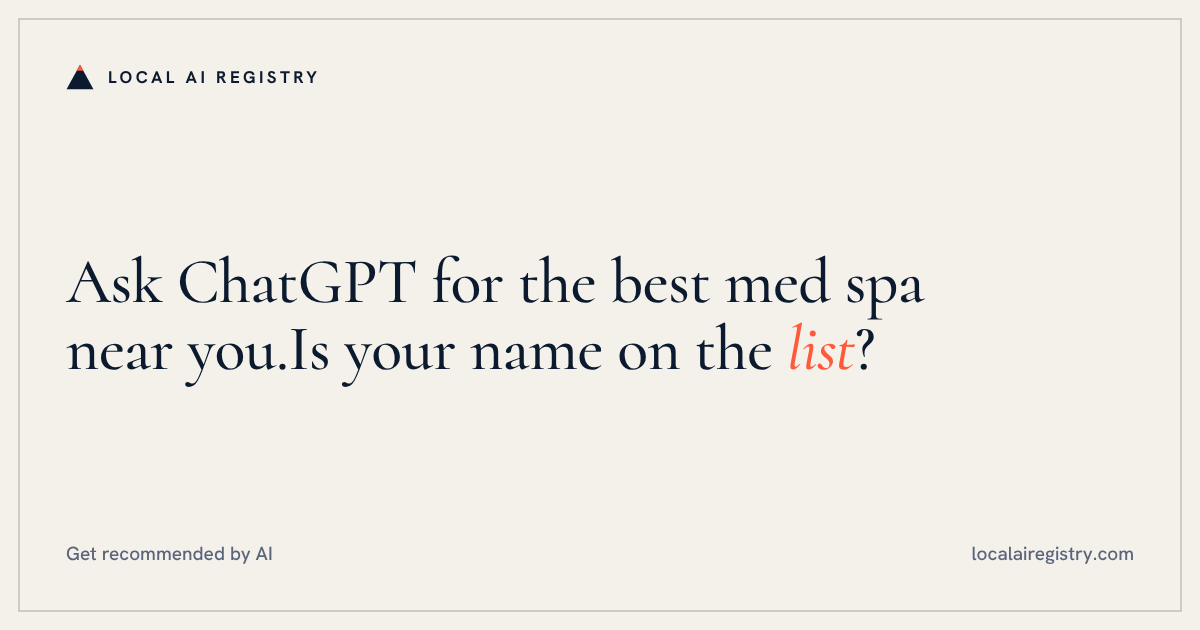 LOCAL AI REGISTRY
Ask ChatGPT for the best med spa
near you.Is your name on the list?
Get recommended by AI
localairegistry.com